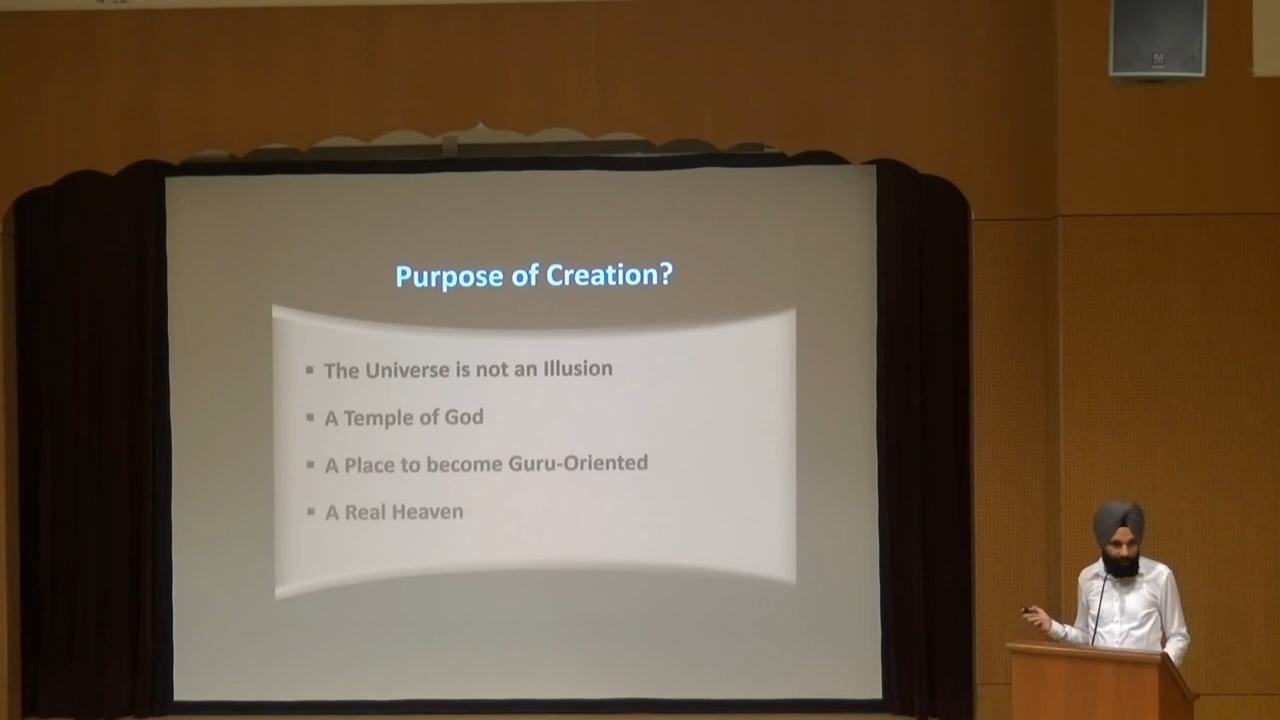 Purpose of Creation?
The Universe is not an Illusion
A Temple of God
A Place to become Guru-Oriented
A Real Heaven